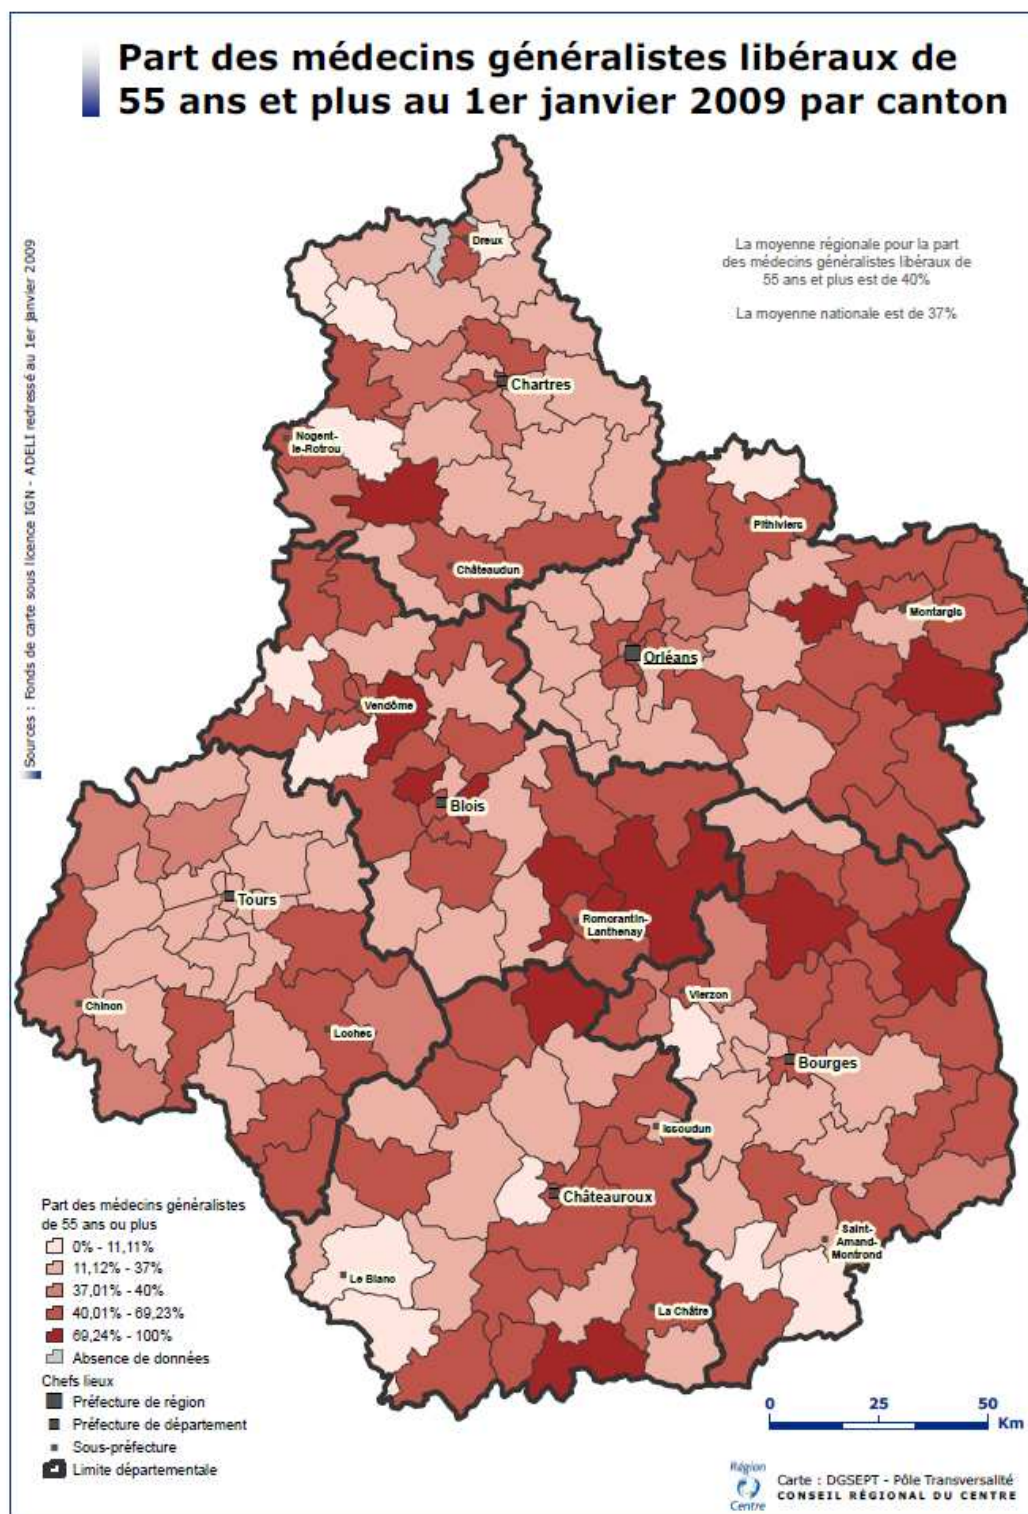 Part des médecins généralistes libéraux de
55 ans et plus au 1er janvier 2009 par canton
Sources : Fonds de carte sous licence IGN - ADELI redressé au 1er janvier 2009
La moyenne régionale pour la part
des médecins généralistes libéraux de
55 ans et plus est de 40%
La moyenne nationale est de 37%
Dreux
Chartres
Nogent-
le-Rotrou
Pithiviers
Châteaudun
Montargis
Orléans
Vendôme
Blois
Tours
Romorantin-
Lanthenay
Vierzon
Chinon
Loches
Bourges
Issoudun
Châteauroux
Saint-
Amand-
Montrond
Le Blanc
La Châtre
Part des médecins généralistes
de 55 ans ou plus
0% - 11,11%
11,12% - 37%
37,01% - 40%
40,01% - 69,23%
69,24% - 100%
Absence de données
Chefs lieux
Préfecture de région
Préfecture de département
Sous-préfecture
Limite départementale
0 25 50
Km
Région
Centre
Carte : DGSEPT - Pôle Transversalité
CONSEIL RÉGIONAL DU CENTRE